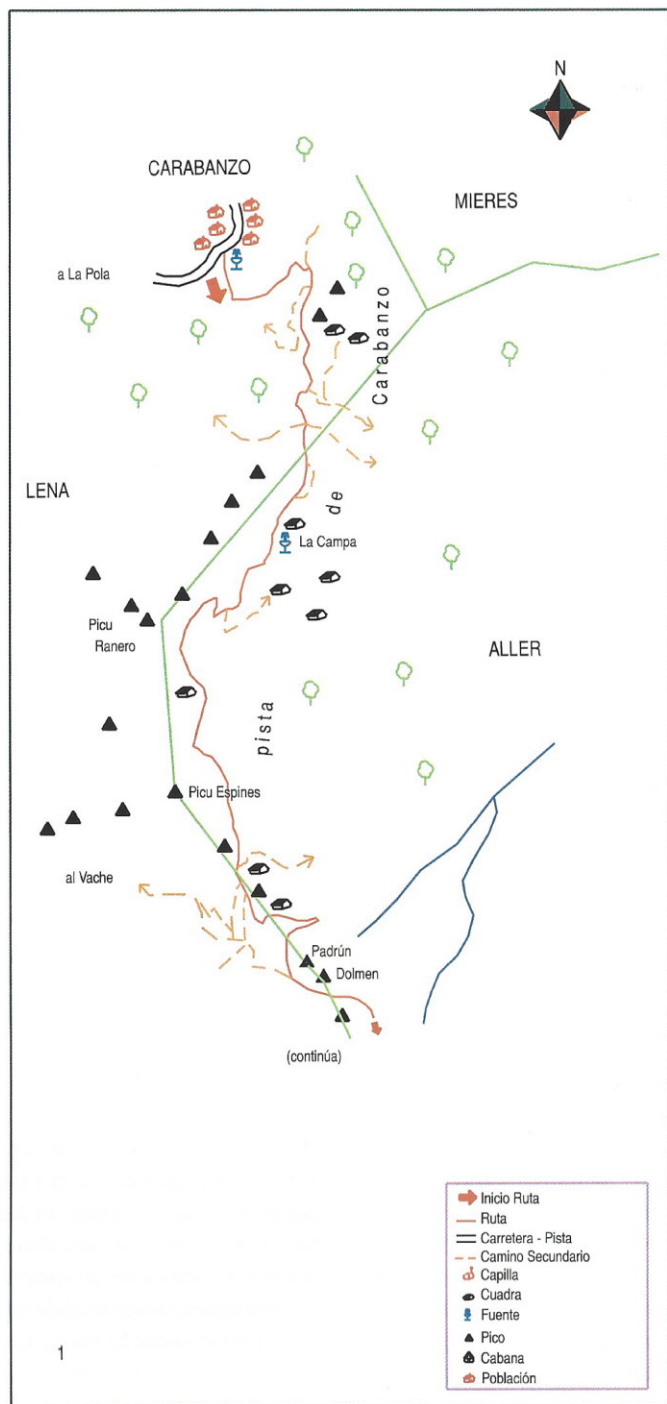 N
CARABANZO
MIERES
a La Pola
pista de Carabanzo
LENA
La Campa
Picu
Ranero
ALLER
Picu Espines
al Vache
Padrún
Dolmen
(continúa)
Inicio Ruta
Ruta
Carretera - Pista
Camino Secundario
Capilla
Cuadra
Fuente
Pico
Cabana
Población
1